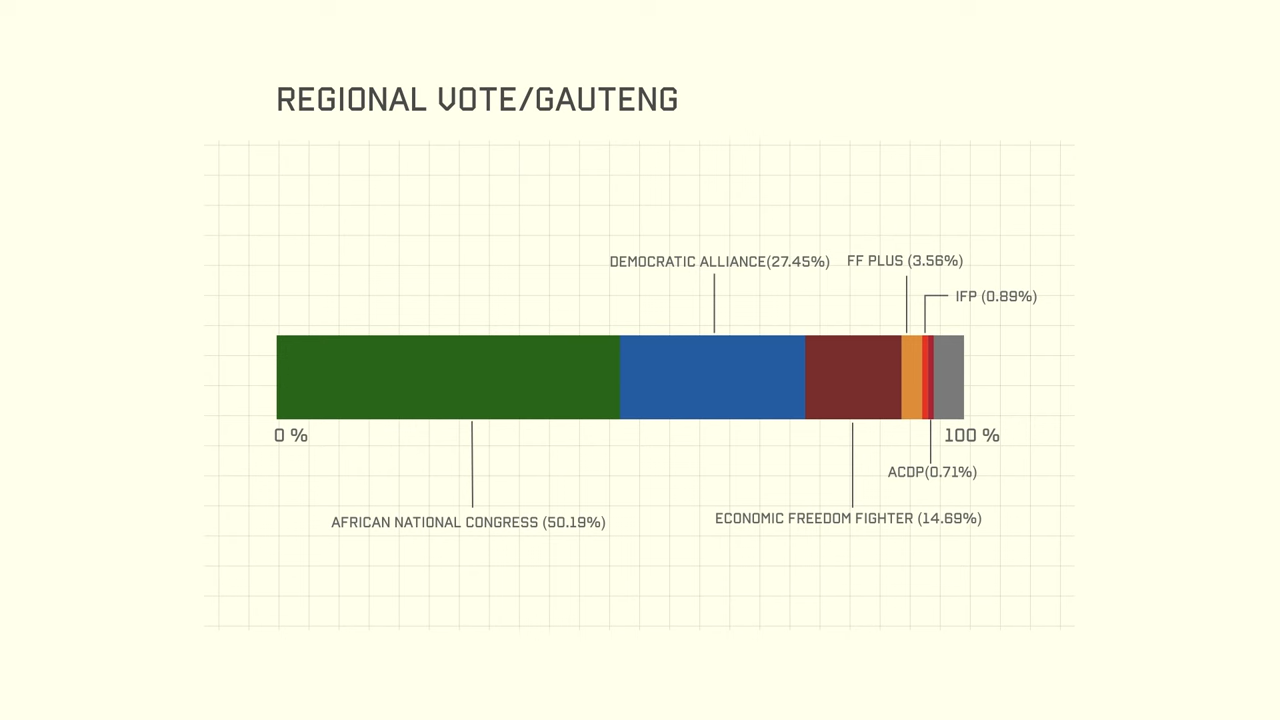 REGIONAL VOTE/GAUTENG
DEMOCRATIC ALLIANCE(27.45%)
FF PLUS (3.56%)
IFP (0.89%)
0 %
100 %
ACDP(0.71%)
AFRICAN NATIONAL CONGRESS (50.19%)
ECONOMIC FREEDOM FIGHTER (14.69%)